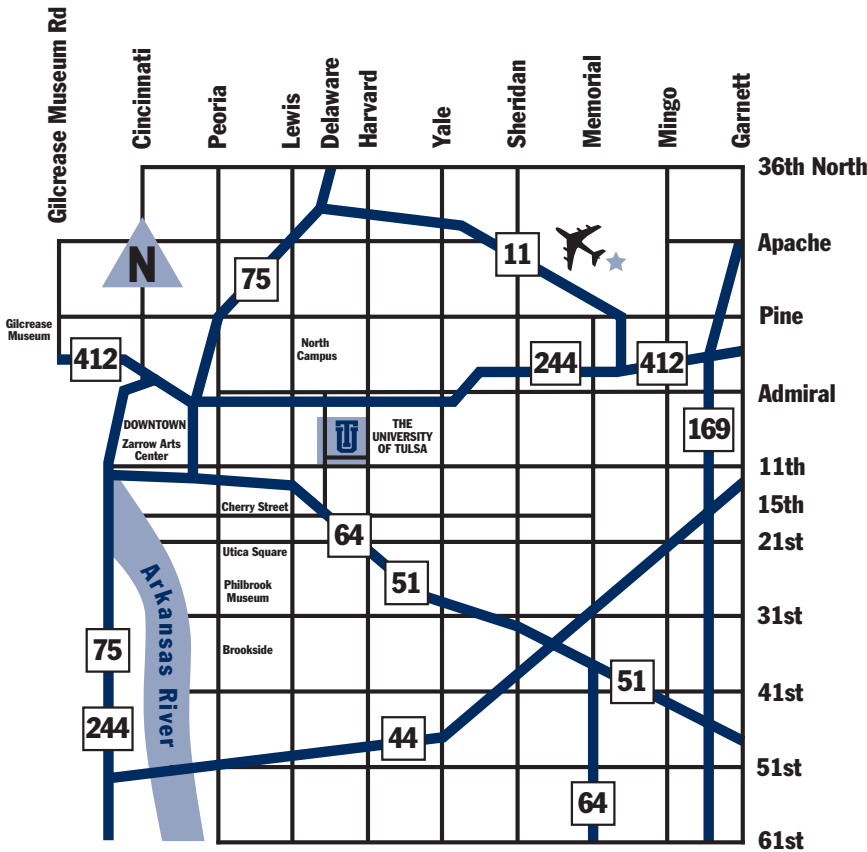 Gilcrease Museum Rd
Cincinnati
Peoria
Lewis
Delaware
Harvard
Yale
Sheridan
Memorial
Mingo
Garnett
36th North
Apache
Pine
Admiral
11th
15th
21st
31st
41st
51st
61st
N
75
11
Gilcrease
Museum
412
North
Campus
244
412
DOWNTOWN
Zarrow Arts
Center
TU
THE
UNIVERSITY
OF TULSA
169
Cherry Street
64
Utica Square
51
Philbrook
Museum
Arkansas River
Brookside
75
51
244
44
64